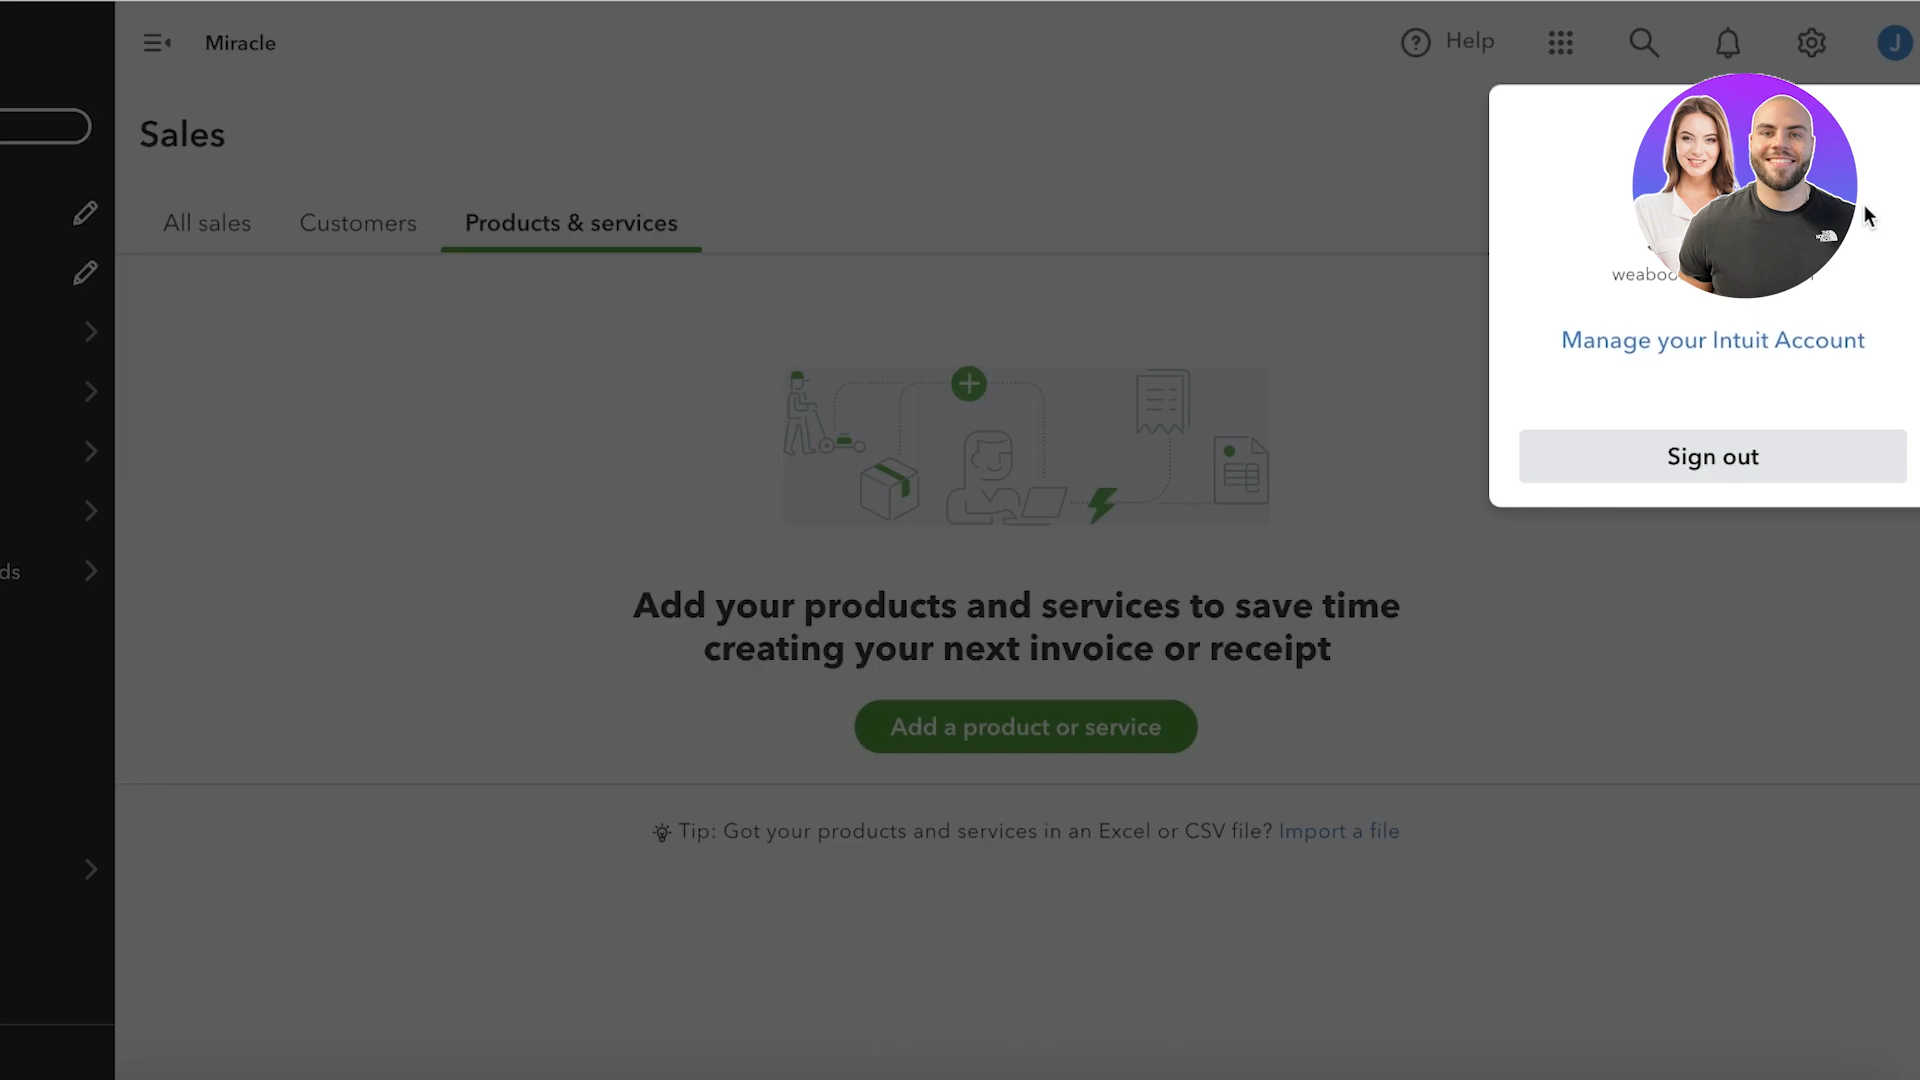 Miracle
Help
J
Sales
All sales
Customers
Products & services
Manage your Intuit Account
Sign out
ds
Add your products and services to save time
creating your next invoice or receipt
Add a product or service
Tip: Got your products and services in an Excel or CSV file? Import a file